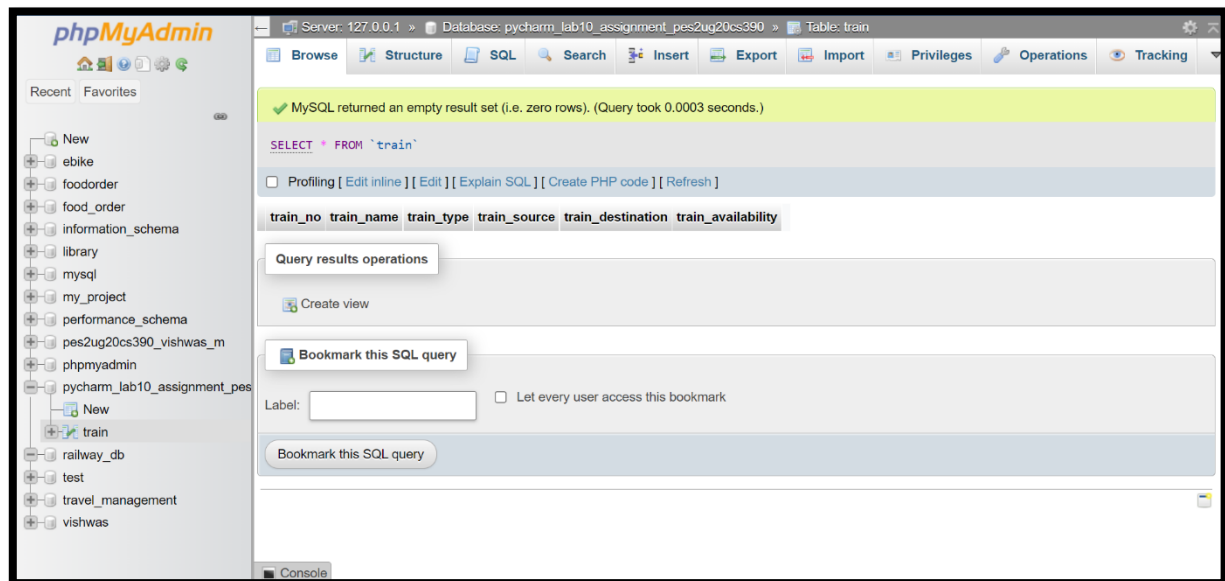 phpMyAdmin
Recent Favorites
New
ebike
foodorder
food_order
information_schema
library
mysql
my_project
performance_schema
pes2ug20cs390_vishwas_m
phpmyadmin
pycharm_lab10_assignment_pes
New
train
railway_db
test
travel_management
vishwas
Server: 127.0.0.1 » Database: pycharm_lab10_assignment_pes2ug20cs390 » Table: train
Browse Structure SQL Search Insert Export Import Privileges Operations Tracking
MySQL returned an empty result set (i.e. zero rows). (Query took 0.0003 seconds.)
SELECT * FROM `train`
Profiling [ Edit inline ] [ Edit ] [ Explain SQL ] [ Create PHP code ] [ Refresh ]
train_no train_name train_type train_source train_destination train_availability
Query results operations
Create view
Bookmark this SQL query
Label: Let every user access this bookmark
Bookmark this SQL query
Console